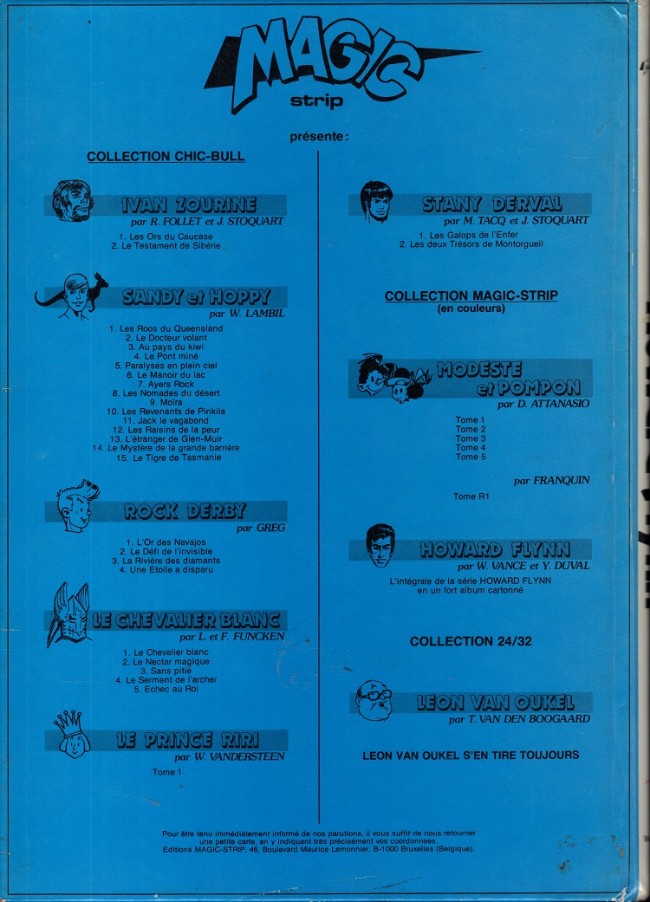 MAGIC
strip
présente:
COLLECTION CHIC-BULL
IVAN ZOURINE
par R. FOLLET et J. STOQUART
1. Les Ors du Caucase
2. Le Testament de Sibérie
SANDY et HOPPY
par W. LAMBIL
1. Les Roos du Queensland
2. Le Docteur volant
3. Au pays du kiwi
4. Le Pont miné
5. Paralysés en plein ciel
6. Le Manoir du lac
7. Ayers Rock
8. Les Nomades du désert
9. Moira
10. Les Revenants de Pinkila
11. Jack le vagabond
12. Les Raisins de la peur
13. L'étranger de Glen-Muir
14. Le Mystère de la grande barrière
15. Le Tigre de Tasmanie
ROCK DERBY
par GREG
1. L'Or des Navajos
2. Le Défi de l'invisible
3. La Rivière des diamants
4. Une Etoile a disparu
LE CHEVALIER BLANC
par L. et F. FUNCKEN
1. Le Chevalier blanc
2. Le Nectar magique
3. Sans pitié
4. Le Serment de l'archer
5. Echec au Roi
LE PRINCE RIRI
par W. VANDERSTEEN
Tome 1
STANY DERVAL
par M. TACQ et J. STOQUART
1. Les Galops de l'Enfer
2. Les deux Trésors de Montorgueil
COLLECTION MAGIC-STRIP
(en couleurs)
MODESTE
et POMPON
par D. ATTANASIO
Tome 1
Tome 2
Tome 3
Tome 4
Tome 5
par FRANQUIN
Tome R1
HOWARD FLYNN
par W. VANCE et Y. DUVAL
L'intégrale de la série HOWARD FLYNN
en un fort album cartonné
COLLECTION 24/32
LEON VAN OUKEL
par T. VAN DEN BOOGAARD
LEON VAN OUKEL S'EN TIRE TOUJOURS
Pour être tenu immédiatement informé de nos parutions, il vous suffit de nous retourner
une petite carte, en y indiquant très précisément vos coordonnées.
Editions MAGIC-STRIP, 46, Boulevard Maurice Lemonnier, B-1000 Bruxelles (Belgique).